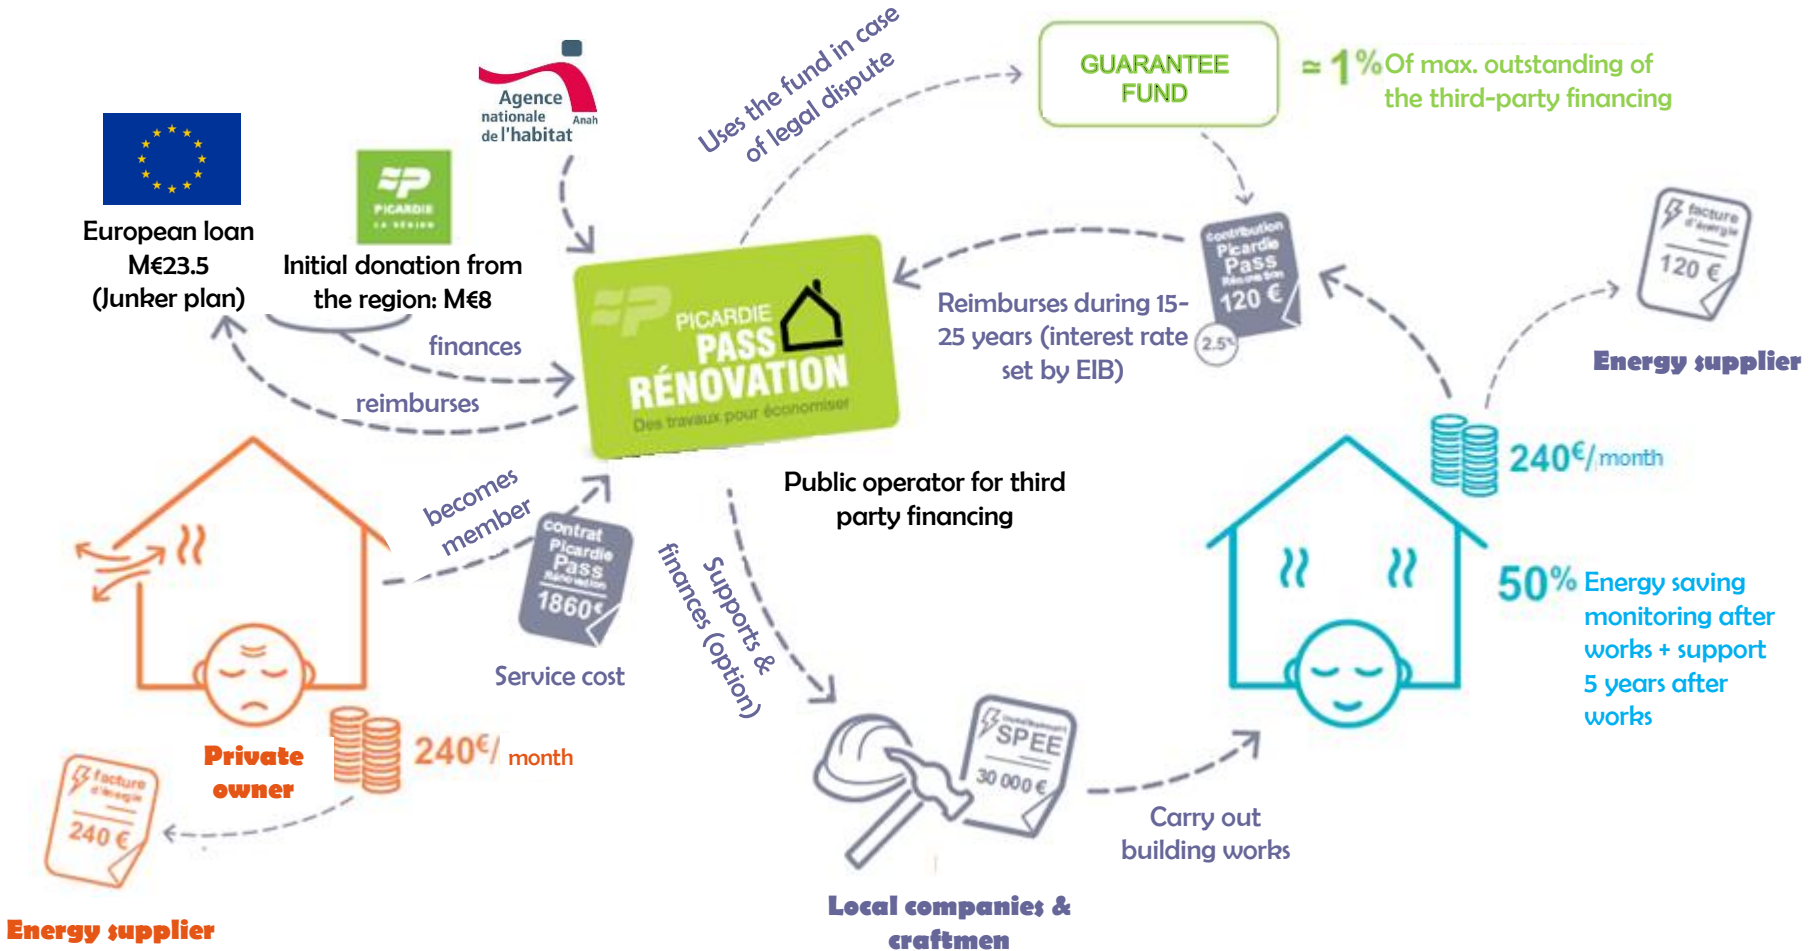 Agence
nationale
de l'habitat
Anah
PICARDIE
LA RÉGION
European loan
M€23.5
(Junker plan)
Initial donation from
the region: M€8
finances
reimburses
Uses the fund in case
of legal dispute
GUARANTEE
FUND
≃ 1% Of max. outstanding of
the third-party financing
PICARDIE
PASS
RÉNOVATION
Des travaux pour économiser
Public operator for third
party financing
Reimburses during 15-
25 years (interest rate
set by EIB)
contribution
Picardie
Pass
Rénovation
120 €
2.5%
facture
d'énergie
120 €
Energy supplier
240€/month
50% Energy saving
monitoring after
works + support
5 years after
works
becomes
member
contrat
Picardie
Pass
Rénovation
1860€
Service cost
Supports &
finances (option)
Private
owner
240€/ month
facture
d'énergie
240 €
Energy supplier
SPEE
30 000 €
Carry out
building works
Local companies &
craftmen